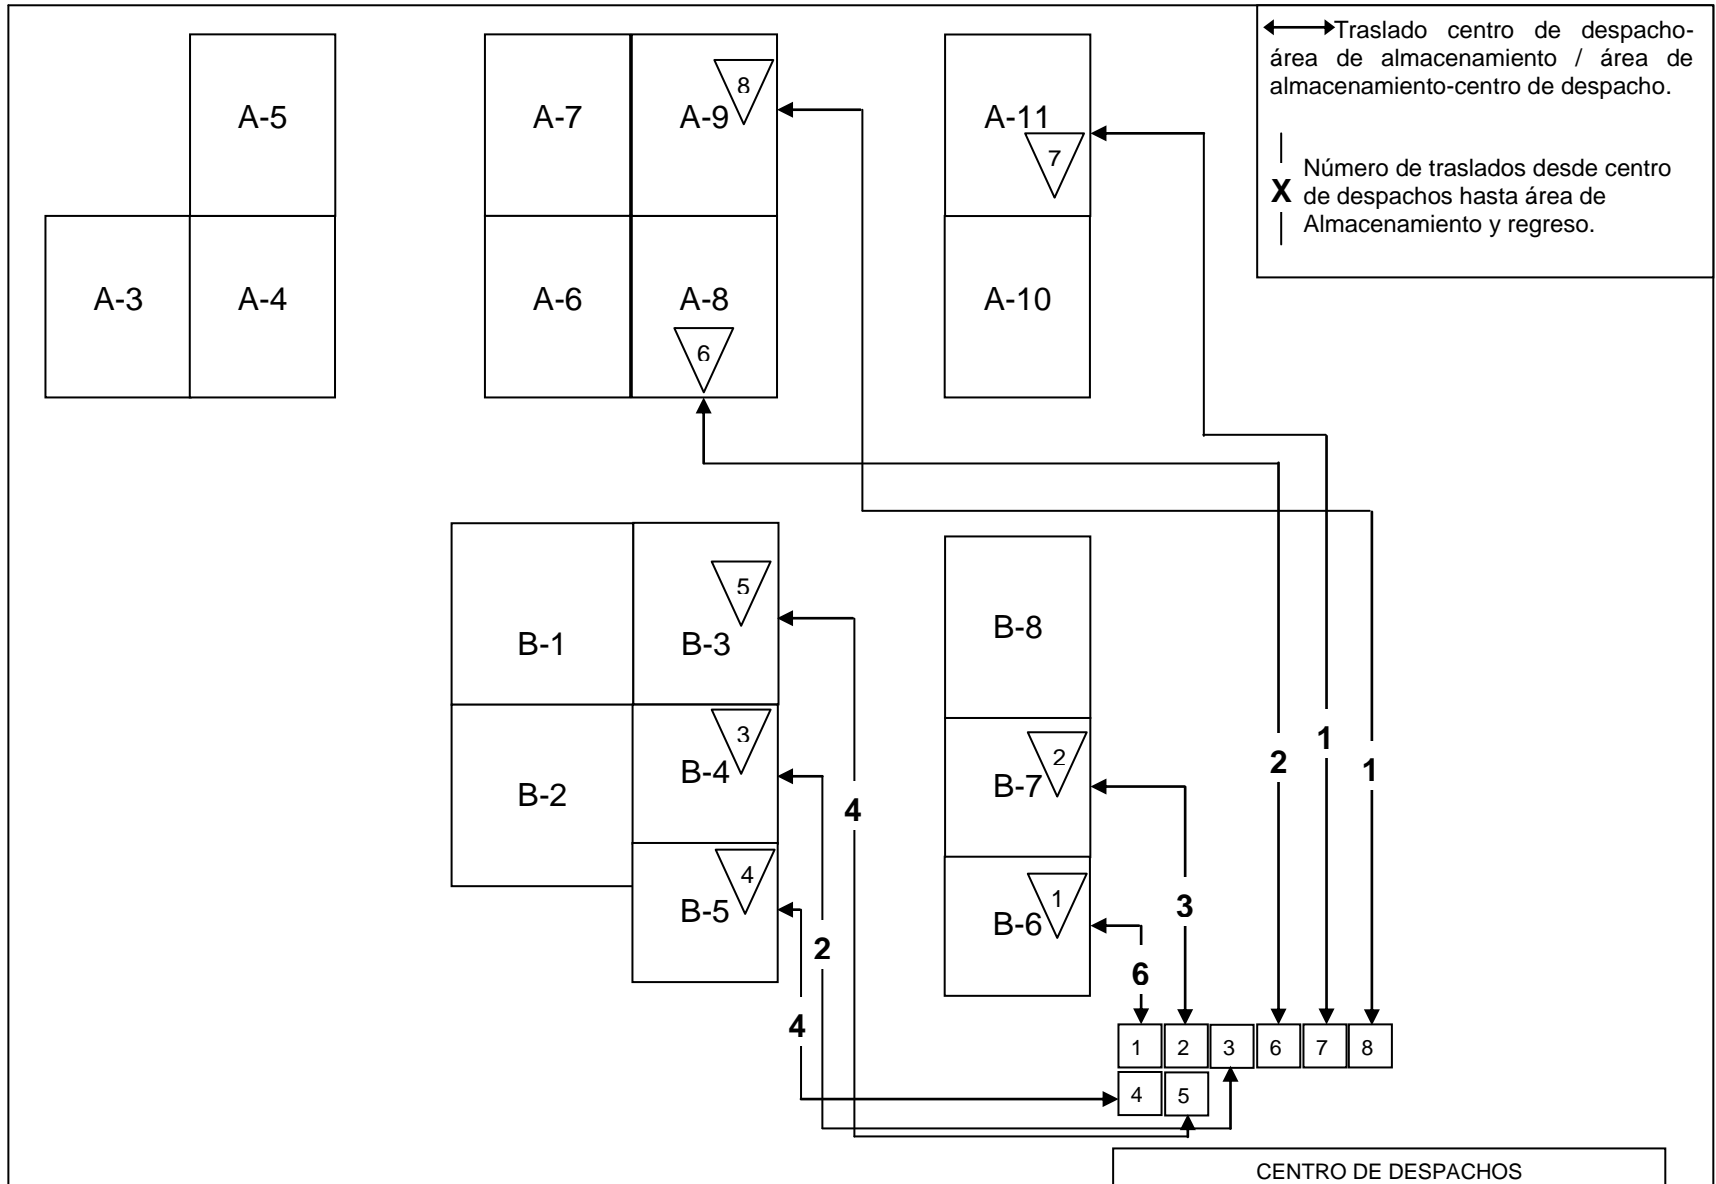 Traslado centro de despacho-
área de almacenamiento / área de
almacenamiento-centro de despacho.
X
Número de traslados desde centro
de despachos hasta área de
Almacenamiento y regreso.
A-5
A-7
A-9
8
A-11
7
A-3
A-4
A-6
A-8
6
A-10
B-1
B-3
5
B-8
B-2
B-4
3
B-7
2
B-5
4
B-6
1
4
2
4
6
3
2
1
1
1
2
3
6
7
8
4
5
CENTRO DE DESPACHOS